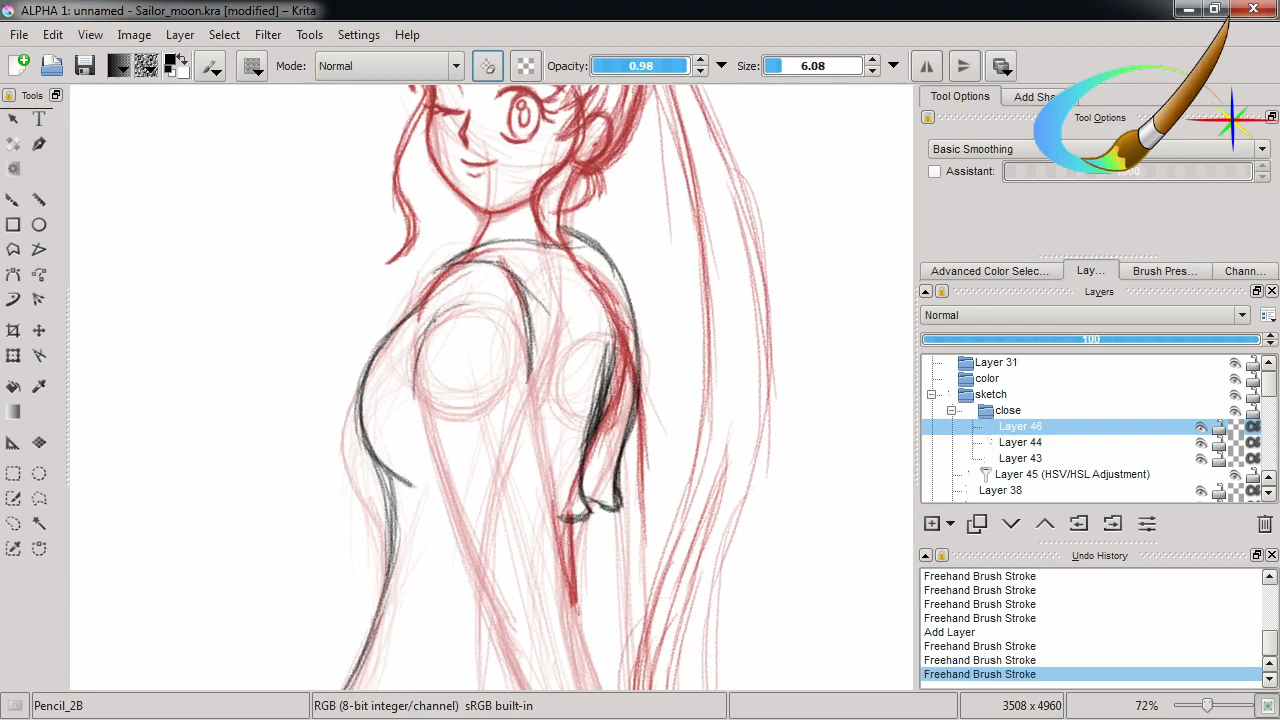 ALPHA 1: unnamed - Sailor_moon.kra [modified] – Krita
File Edit View Image Layer Select Filter Tools Settings Help
Mode: Normal Opacity: 0.98 Size: 6.08
Tools
Tool Options Add Sha
Tool Options
Basic Smoothing
Assistant:
Advanced Color Selec... Lay... Brush Pres... Chann...
Layers
Normal
100
Layer 31
color
sketch
close
Layer 46
Layer 44
Layer 43
Layer 45 (HSV/HSL Adjustment)
Layer 38
Undo History
Freehand Brush Stroke
Freehand Brush Stroke
Freehand Brush Stroke
Freehand Brush Stroke
Add Layer
Freehand Brush Stroke
Freehand Brush Stroke
Freehand Brush Stroke
Pencil_2B RGB (8-bit integer/channel) sRGB built-in 3508 x 4960 72%